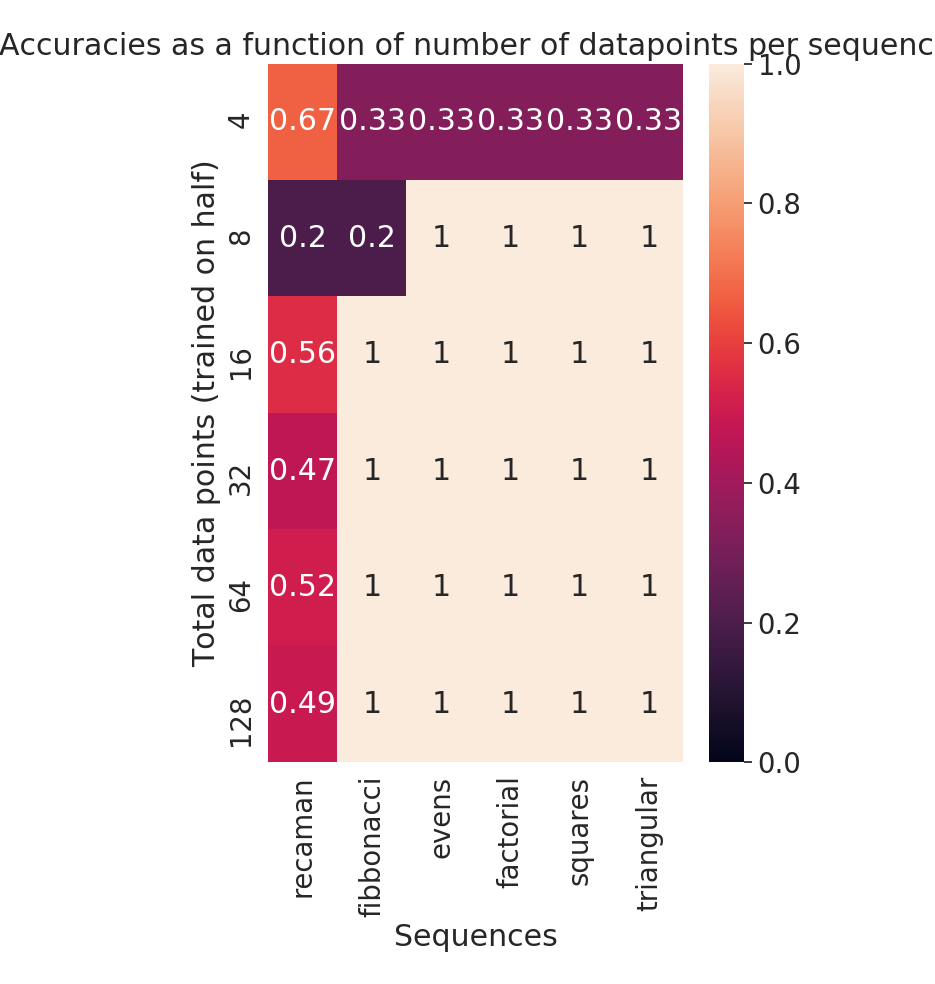 Accuracies as a function of number of datapoints per sequenc
Total data points (trained on half)
4 0.67 0.33 0.33 0.33 0.33 0.33
8 0.2 0.2 1 1 1 1
16 0.56 1 1 1 1 1
32 0.47 1 1 1 1 1
64 0.52 1 1 1 1 1
128 0.49 1 1 1 1 1
recaman fibbonacci evens factorial squares triangular
Sequences
1.0
0.8
0.6
0.4
0.2
0.0